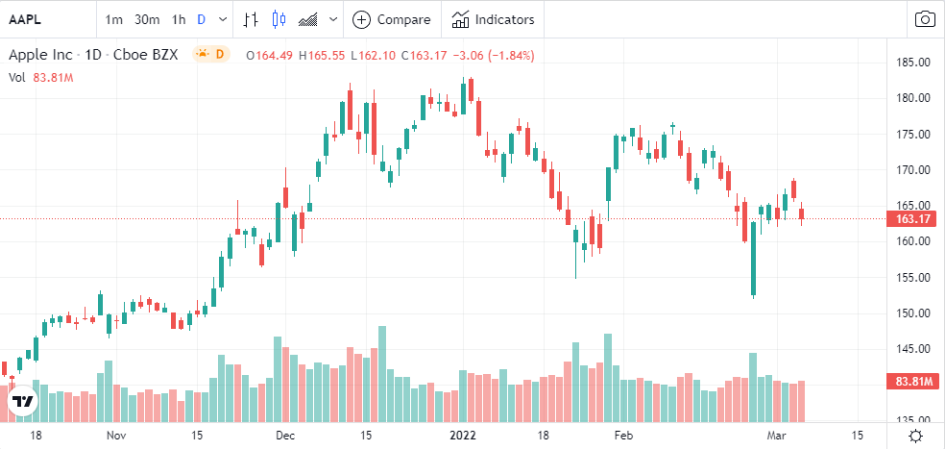 AAPL 1m 30m 1h D Compare Indicators
Apple Inc · 1D · Cboe BZX D O164.49 H165.55 L162.10 C163.17 −3.06 (−1.84%)
Vol 83.81M
185.00
180.00
175.00
170.00
165.00
163.17
160.00
155.00
150.00
145.00
83.81M
135.00
18 Nov 15 Dec 15 2022 18 Feb Mar 15